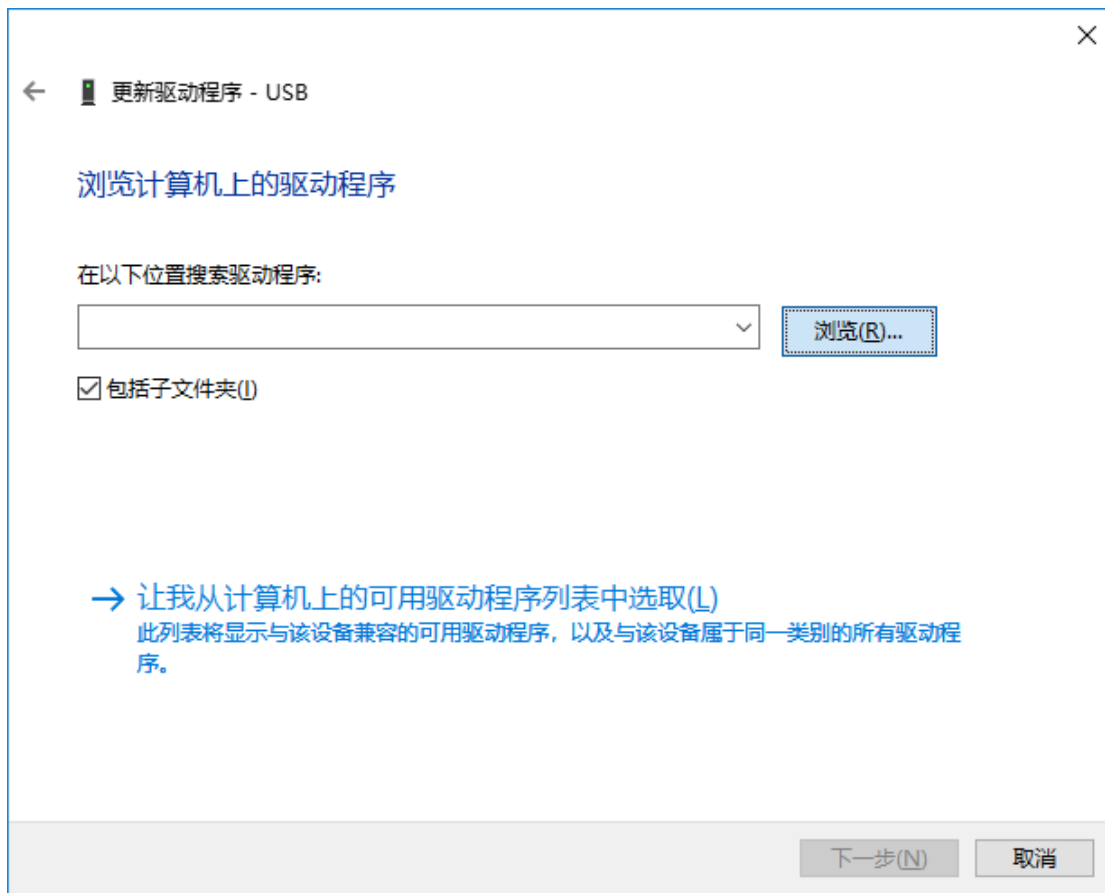 更新驱动程序 - USB
浏览计算机上的驱动程序
在以下位置搜索驱动程序:
浏览(R)...
包括子文件夹(I)
让我从计算机上的可用驱动程序列表中选取(L)
此列表将显示与该设备兼容的可用驱动程序，以及与该设备属于同一类别的所有驱动程
序。
下一步(N)
取消